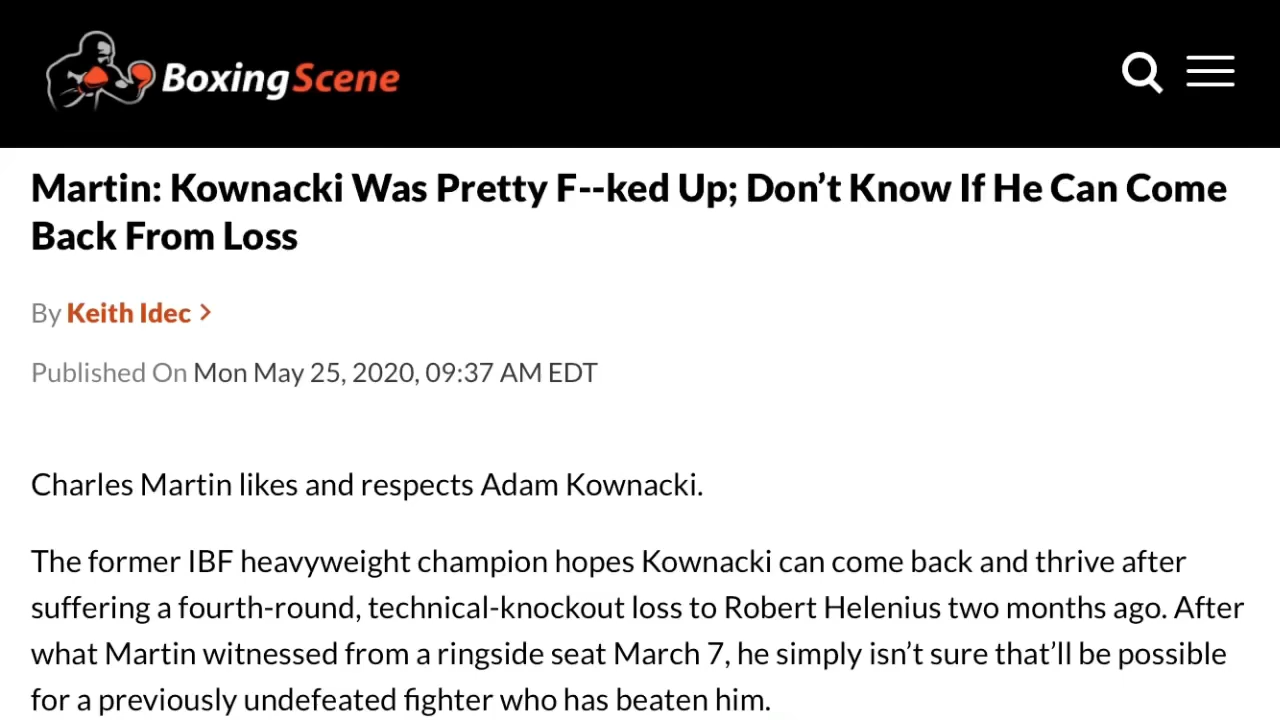 BoxingScene
Martin: Kownacki Was Pretty F--ked Up; Don’t Know If He Can Come
Back From Loss
By Keith Idec >
Published On Mon May 25, 2020, 09:37 AM EDT
Charles Martin likes and respects Adam Kownacki.
The former IBF heavyweight champion hopes Kownacki can come back and thrive after
suffering a fourth-round, technical-knockout loss to Robert Helenius two months ago. After
what Martin witnessed from a ringside seat March 7, he simply isn’t sure that’ll be possible
for a previously undefeated fighter who has beaten him.